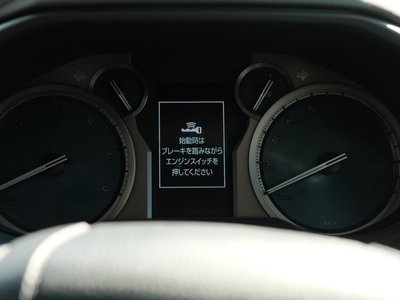 始動時は
ブレーキを踏みながら
エンジンスイッチを
押してください